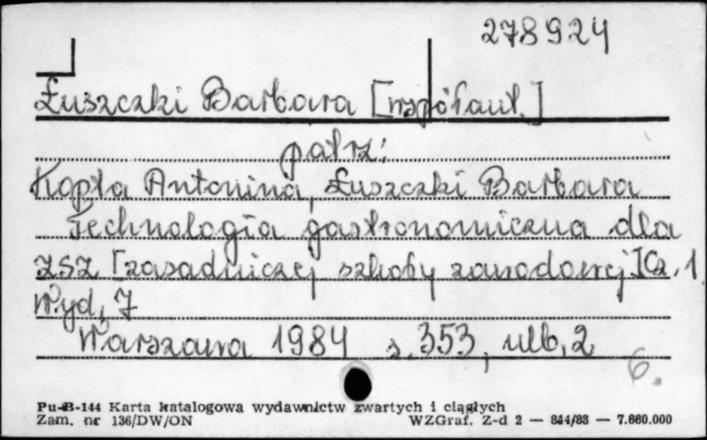 278924
Łuszczki Barbara [współaut.]
patrz:
Kopta Antonina, Łuszczki Barbara
Technologia gastronomiczna dla
ZSZ [zasadniczej szkoły zawodowej] Cz. 1.
Wyd. 7
Warszawa 1984 s. 353, nlb. 2
6.
Pu-B-144 Karta katalogowa wydawnictw zwartych i ciągłych
Zam. nr 136/DW/ON WZGraf. Z-d 2 — 844/83 — 7.660.000